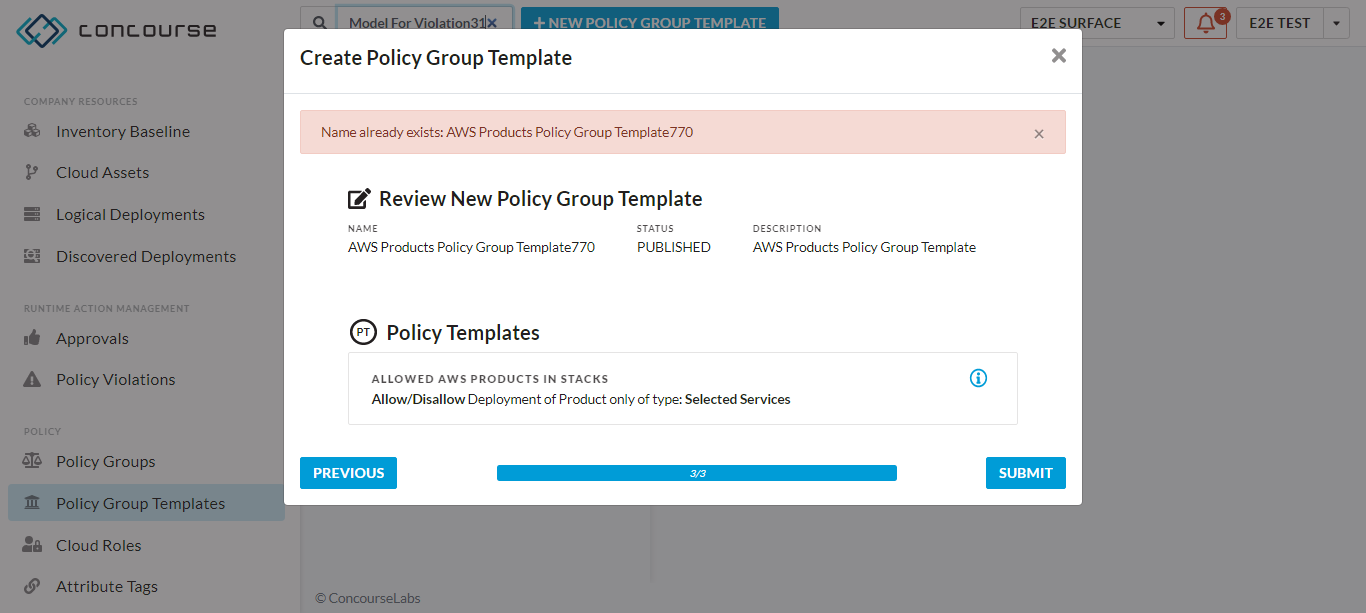 concourse
Model For Violation31
+ NEW POLICY GROUP TEMPLATE
E2E SURFACE
3
E2E TEST
COMPANY RESOURCES
Inventory Baseline
Cloud Assets
Logical Deployments
Discovered Deployments
RUNTIME ACTION MANAGEMENT
Approvals
Policy Violations
POLICY
Policy Groups
Policy Group Templates
Cloud Roles
Attribute Tags
Create Policy Group Template
Name already exists: AWS Products Policy Group Template770
Review New Policy Group Template
NAME STATUS DESCRIPTION
AWS Products Policy Group Template770 PUBLISHED AWS Products Policy Group Template
PT Policy Templates
ALLOWED AWS PRODUCTS IN STACKS
Allow/Disallow Deployment of Product only of type: Selected Services
PREVIOUS 3/3 SUBMIT
© ConcourseLabs